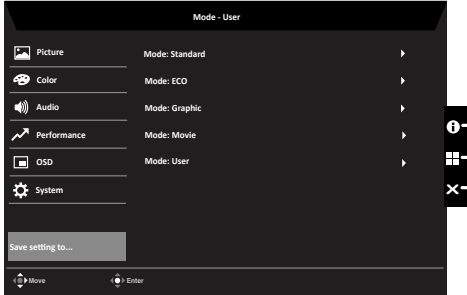 Mode - User
Picture
Color
Audio
Performance
OSD
System
Save setting to...
Mode: Standard
Mode: ECO
Mode: Graphic
Mode: Movie
Mode: User
Move Enter